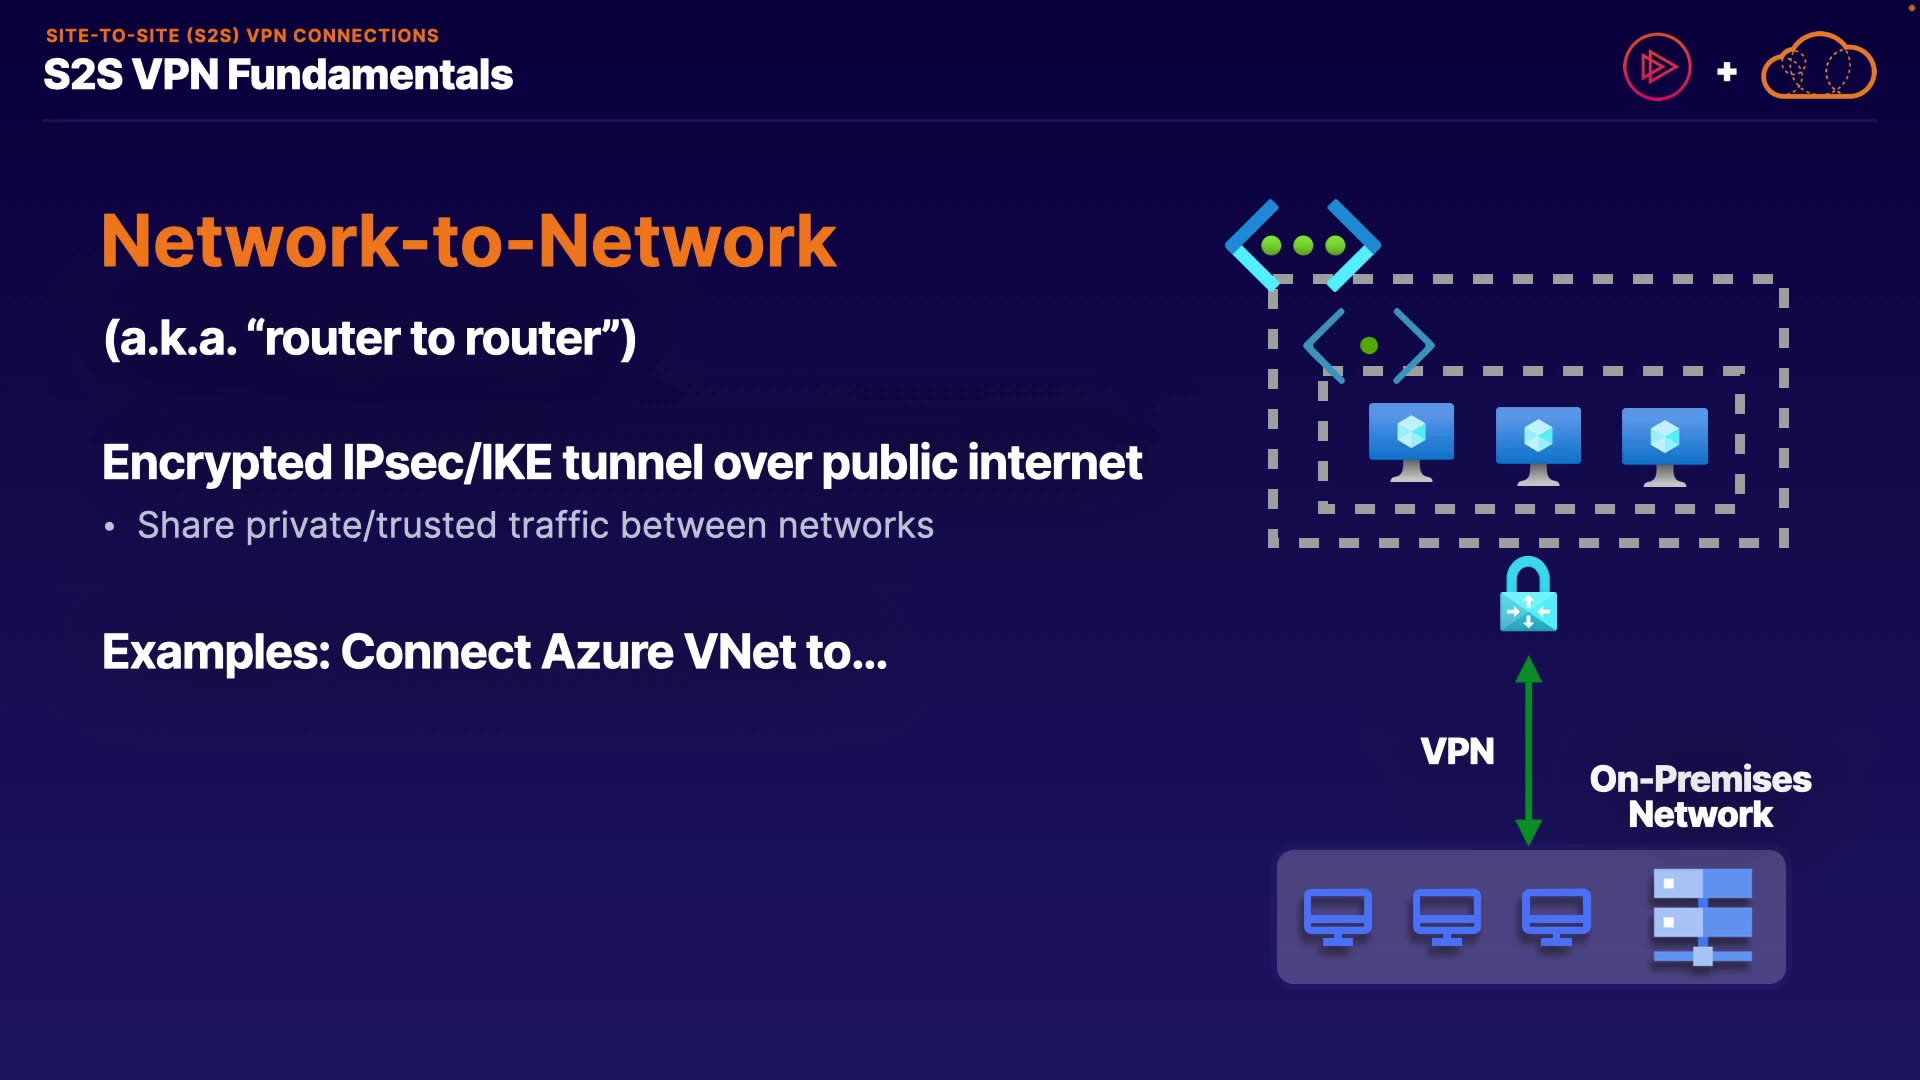 SITE-TO-SITE (S2S) VPN CONNECTIONS
S2S VPN Fundamentals
Network-to-Network
(a.k.a. “router to router”)
Encrypted IPsec/IKE tunnel over public internet
• Share private/trusted traffic between networks
Examples: Connect Azure VNet to...
VPN
On-Premises
Network